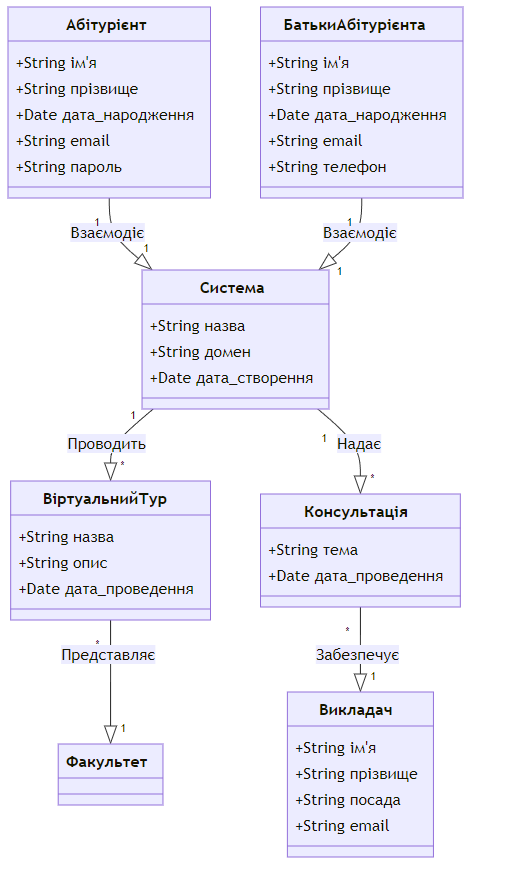 Абітурієнт
+String ім'я
+String прізвище
+Date дата_народження
+String email
+String пароль
БатькиАбітурієнта
+String ім'я
+String прізвище
+Date дата_народження
+String email
+String телефон
1
Взаємодіє
1
1
Взаємодіє
1
Система
+String назва
+String домен
+Date дата_створення
1
Проводить
*
1
Надає
*
ВіртуальнийТур
+String назва
+String опис
+Date дата_проведення
Консультація
+String тема
+Date дата_проведення
*
Представляє
1
*
Забезпечує
1
Факультет
Викладач
+String ім'я
+String прізвище
+String посада
+String email